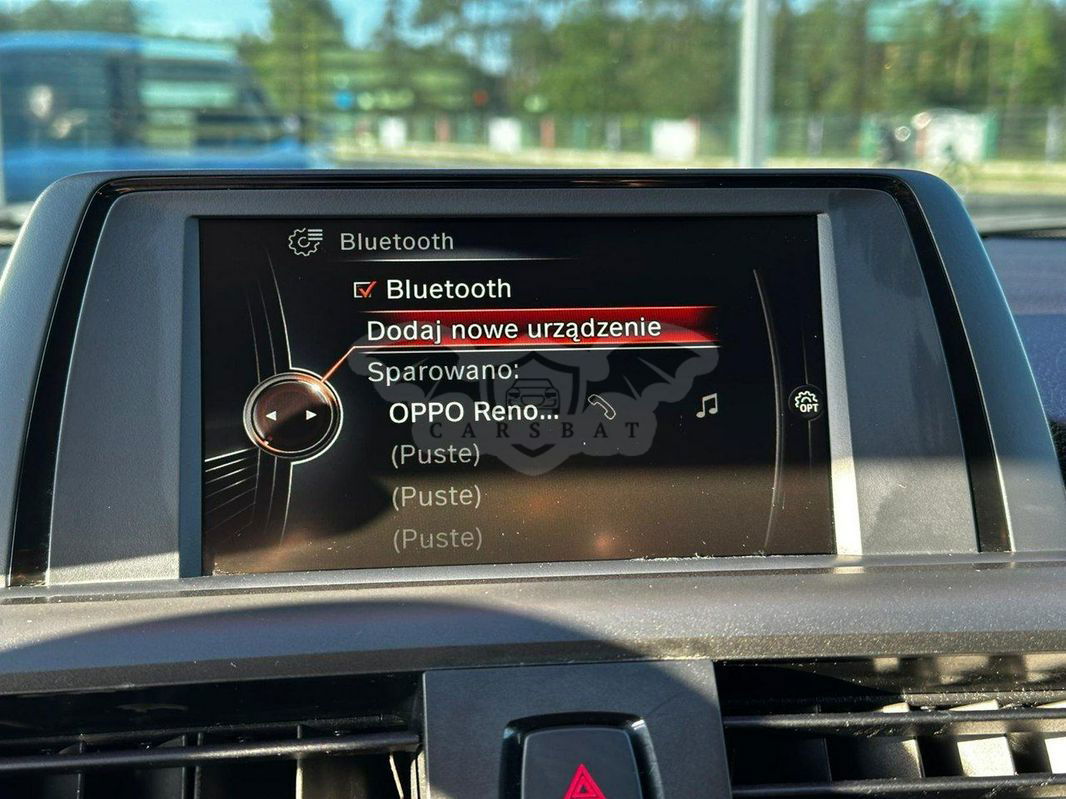 Bluetooth
Bluetooth
Dodaj nowe urządzenie
Sparowano:
OPPO Reno...
OPT
CARSBAT
(Puste)
(Puste)
(Puste)